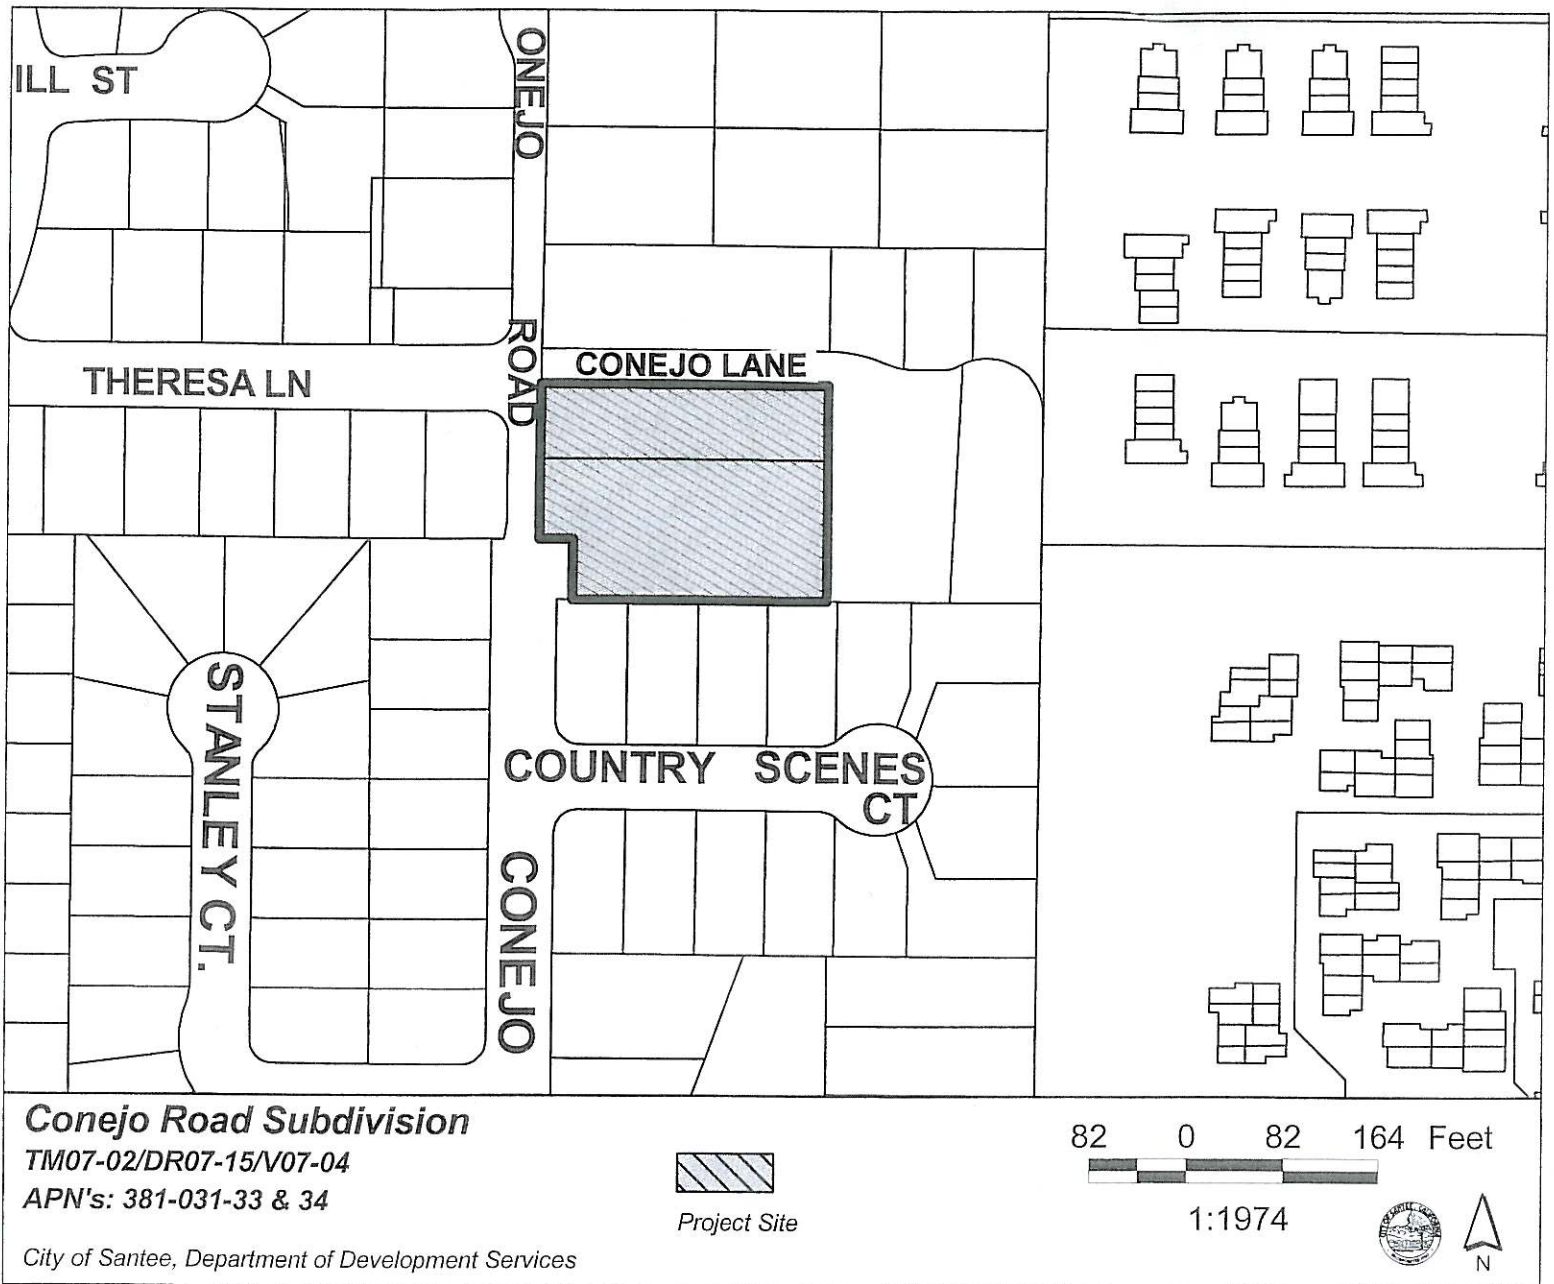 ILL ST
ONEJO
ROAD
CONEJO LANE
THERESA LN
STANLEY CT.
COUNTRY SCENES
CT
CONEJO
Conejo Road Subdivision
TM07-02/DR07-15/V07-04
APN's: 381-031-33 & 34
City of Santee, Department of Development Services
Project Site
82 0 82 164 Feet
1:1974
N